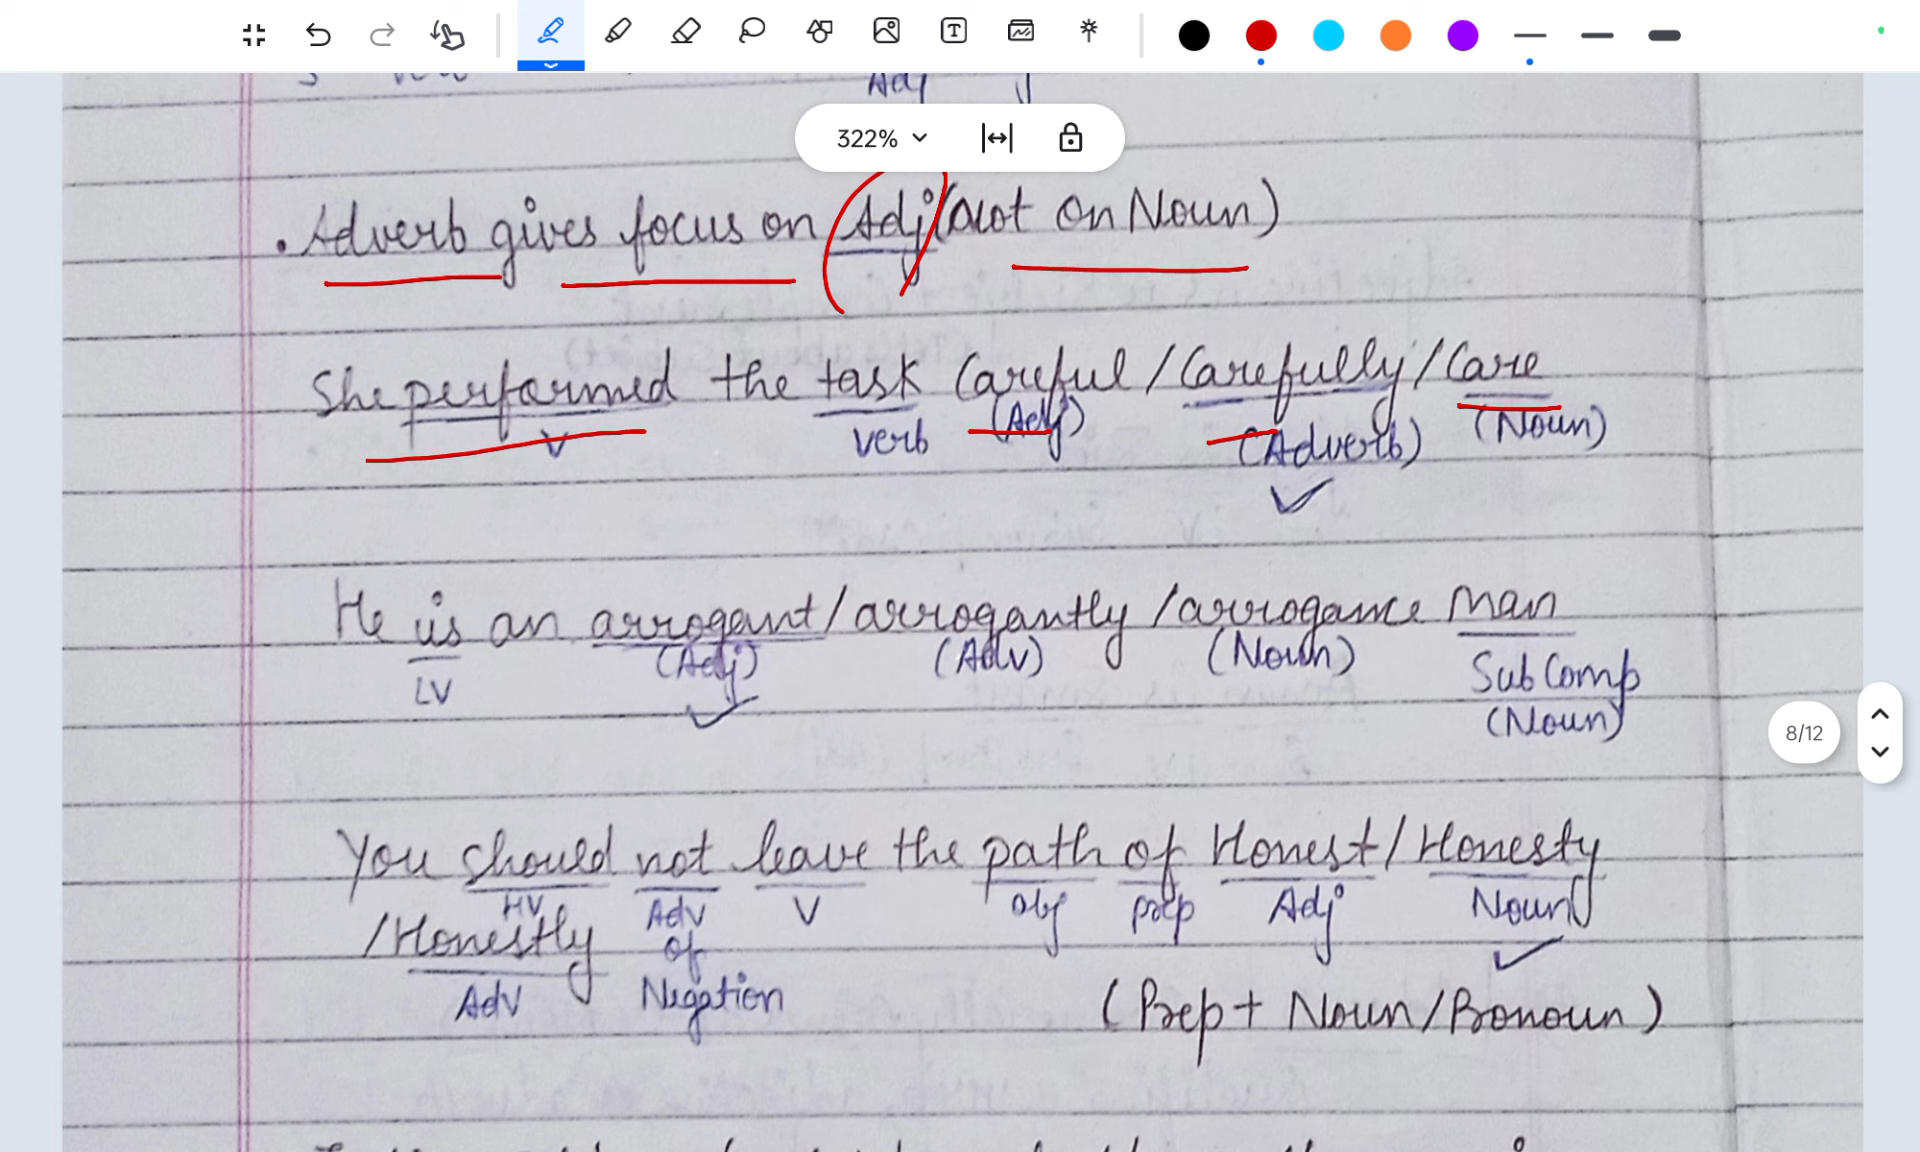 322%
. Adverb gives focus on Adj (not on Noun)
She performed the task Careful / Carefully / Care
V verb (Adj) (Adverb) (Noun)
He is an arrogant / arrogantly / arrogance man
LV (Adj) (Adv) (Noun) Sub Comp
(Noun)
8/12
You should not leave the path of Honest / Honesty
HV Adv V obj prep Adj Noun
/ Honestly of
Adv Negation (Prep + Noun / Pronoun)